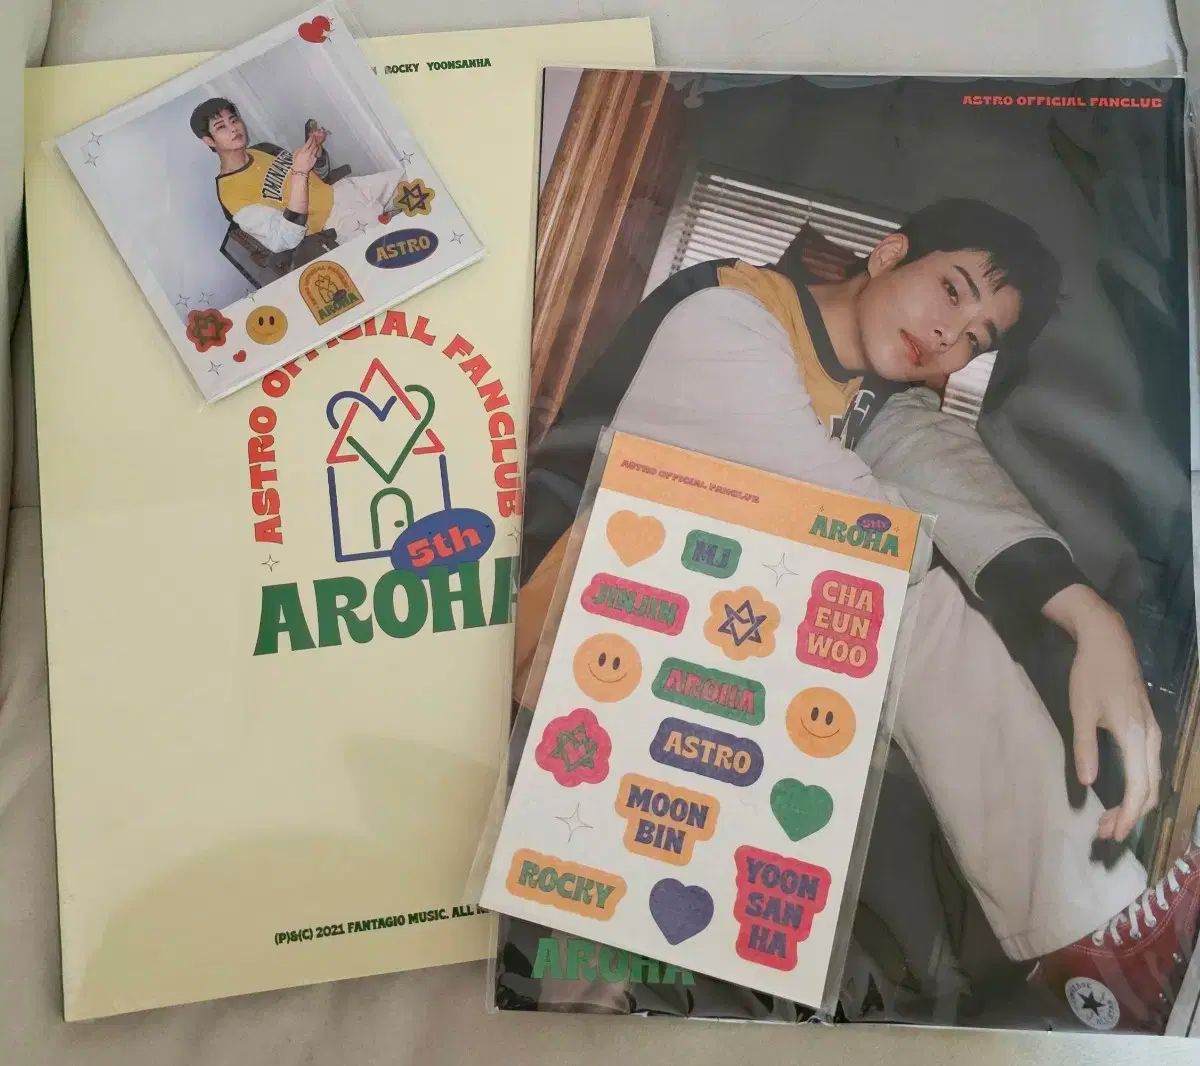 ROCKY YOONSANHA
ASTRO
AROHA
ASTRO OFFICIAL FANCLUB
5th
AROHA
(P)&(C) 2021 FANTAGIO MUSIC. ALL
ASTRO OFFICIAL FANCLUB
ASTRO OFFICIAL FANCLUB
5th
AROHA
MJ
JINJIN
CHA
EUN
WOO
AROHA
ASTRO
MOON
BIN
ROCKY
YOON
SAN
HA
AROHA